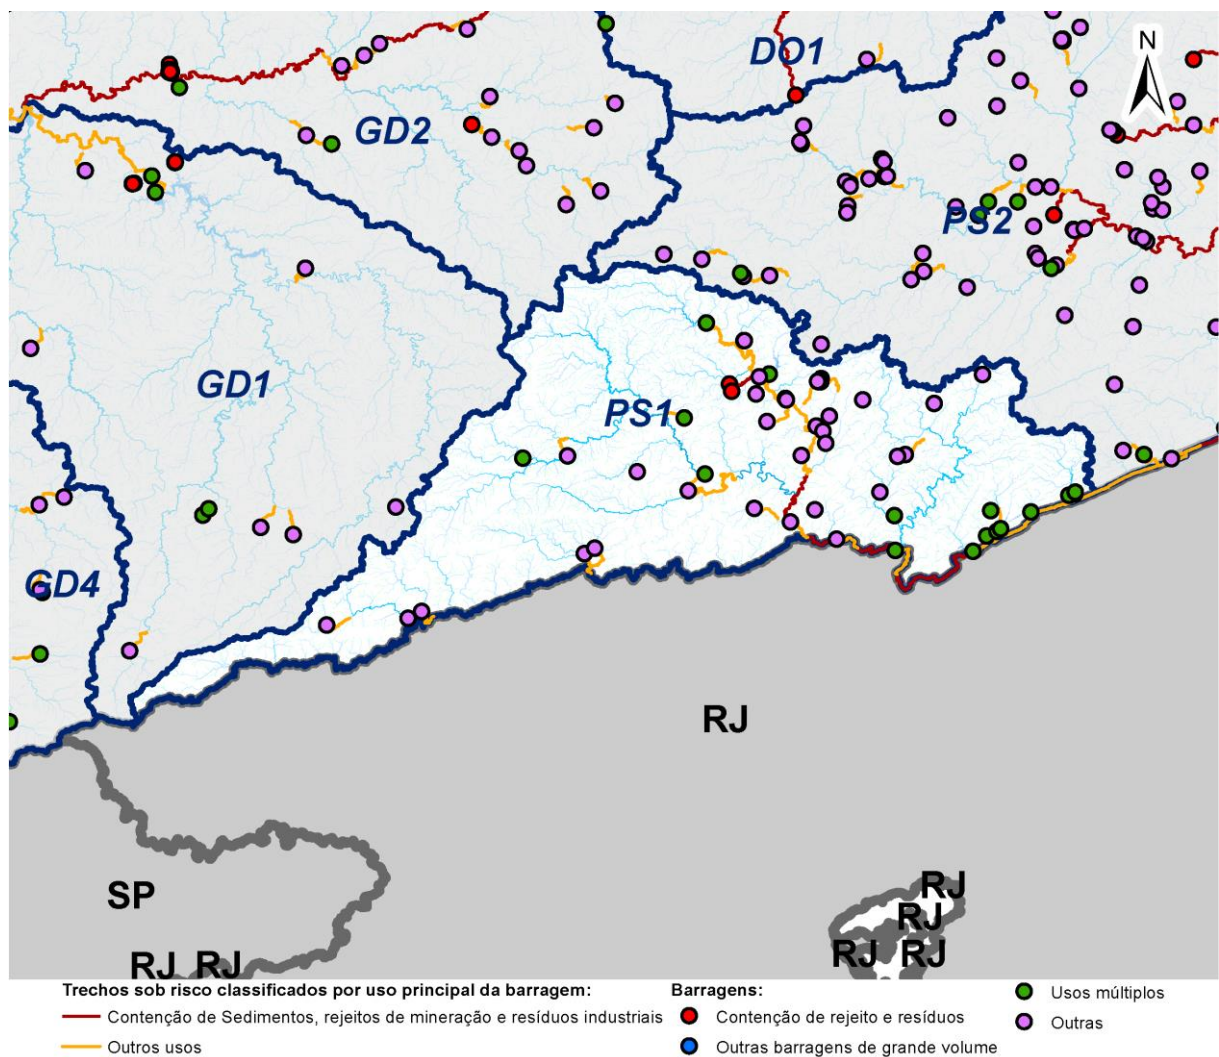 DO1
N
GD2
PS2
GD1
PS1
GD4
RJ
SP
RJ
RJ
RJ RJ
RJ RJ
Trechos sob risco classificados por uso principal da barragem:
Contenção de Sedimentos, rejeitos de mineração e resíduos industriais
Outros usos
Barragens:
Contenção de rejeito e resíduos
Outras barragens de grande volume
Usos múltiplos
Outras